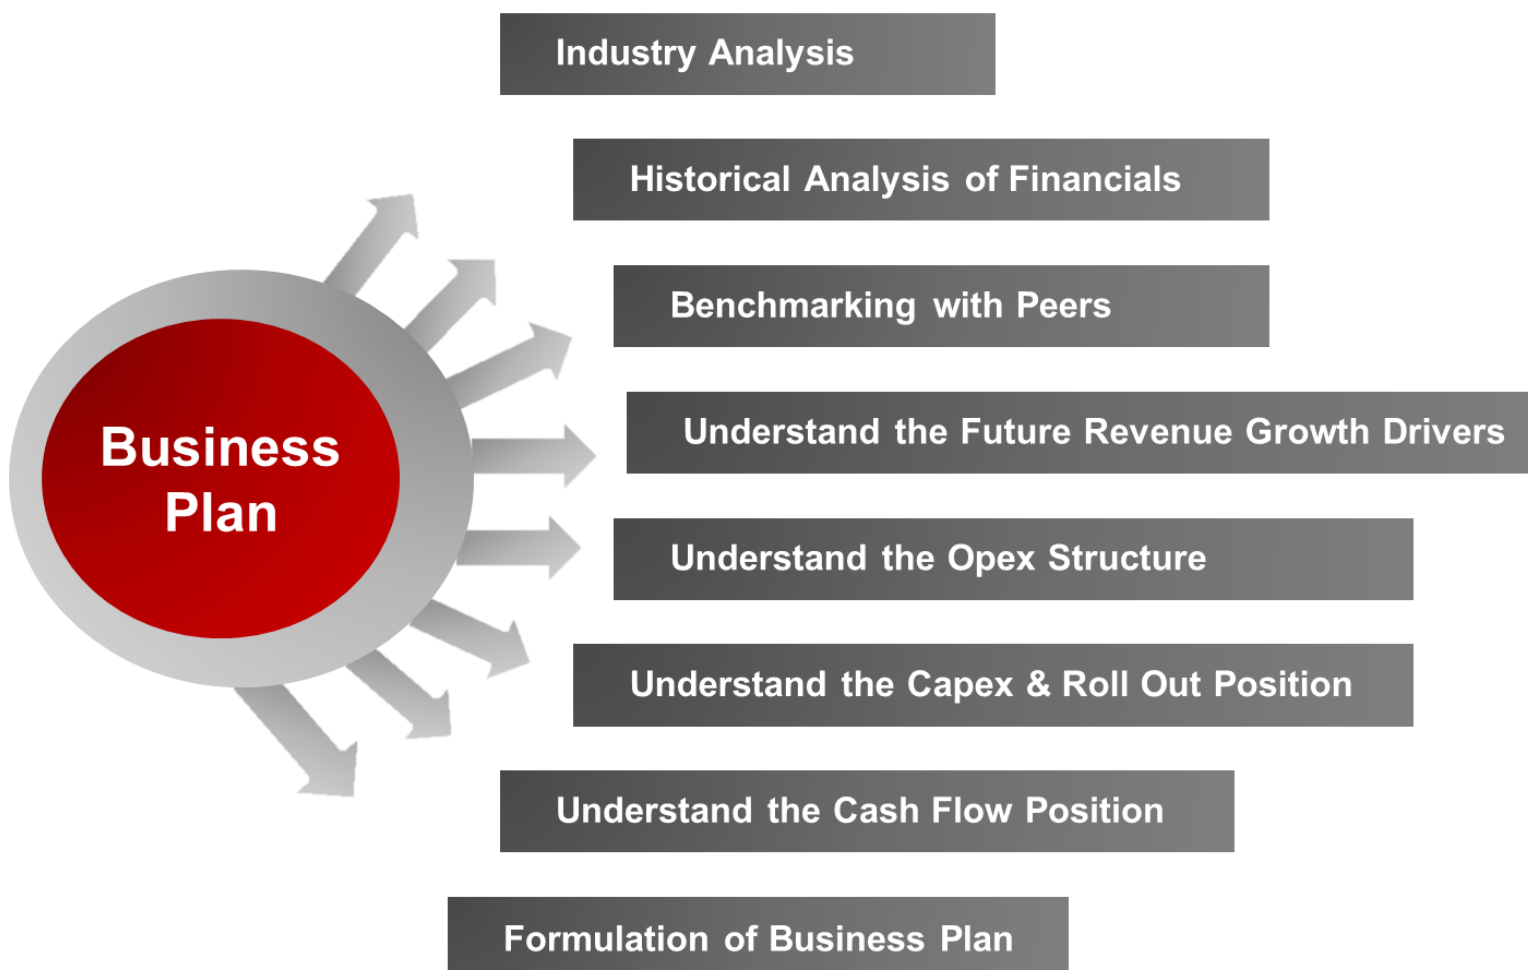 Industry Analysis
Historical Analysis of Financials
Benchmarking with Peers
Understand the Future Revenue Growth Drivers
Business
Plan
Understand the Opex Structure
Understand the Capex & Roll Out Position
Understand the Cash Flow Position
Formulation of Business Plan